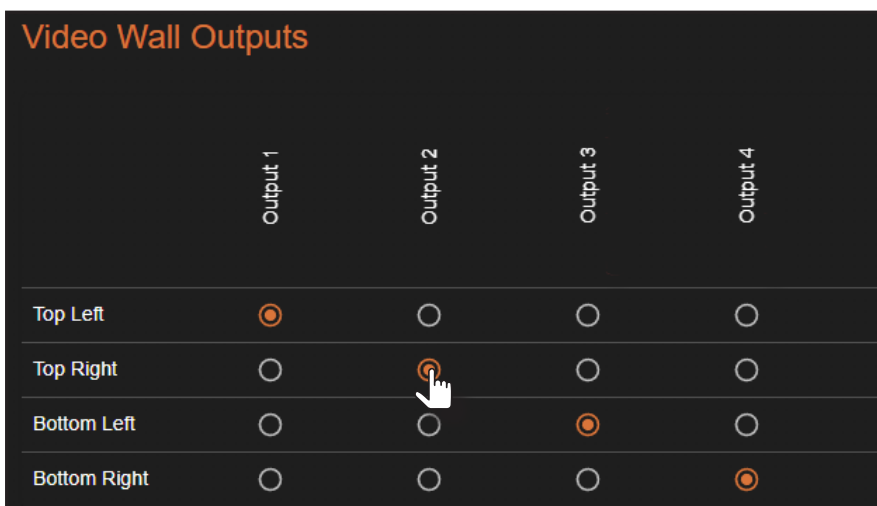 Video Wall Outputs
Output 1
Output 2
Output 3
Output 4
Top Left
Top Right
Bottom Left
Bottom Right